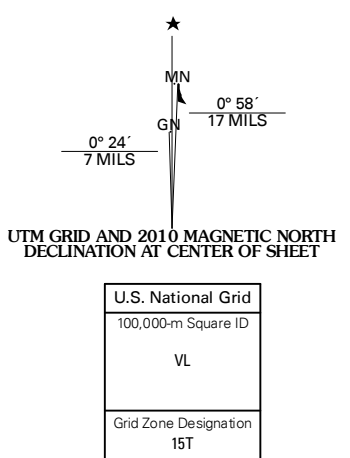 ★
MN
0° 58´
17 MILS
GN
0° 24´
7 MILS
UTM GRID AND 2010 MAGNETIC NORTH
DECLINATION AT CENTER OF SHEET
U.S. National Grid
100,000-m Square ID
VL
Grid Zone Designation
15T